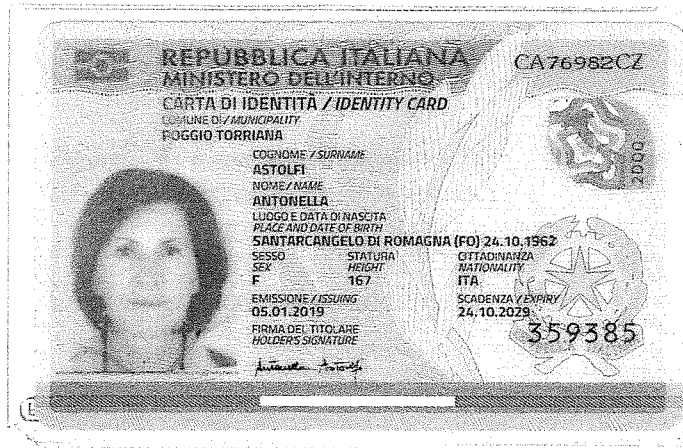 REPUBBLICA ITALIANA
MINISTERO DELL'INTERNO
CA76982CZ
CARTA DI IDENTITÀ / IDENTITY CARD
COMUNE DI / MUNICIPALITY
POGGIO TORRIANA
COGNOME / SURNAME
ASTOLFI
NOME / NAME
ANTONELLA
LUOGO E DATA DI NASCITA
PLACE AND DATE OF BIRTH
SANTARCANGELO DI ROMAGNA (FO) 24.10.1962
SESSO STATURA CITTADINANZA
SEX HEIGHT NATIONALITY
F 167 ITA
EMISSIONE / ISSUING SCADENZA / EXPIRY
05.01.2019 24.10.2029
FIRMA DEL TITOLARE
HOLDER'S SIGNATURE
359385
Antonella Astolfi